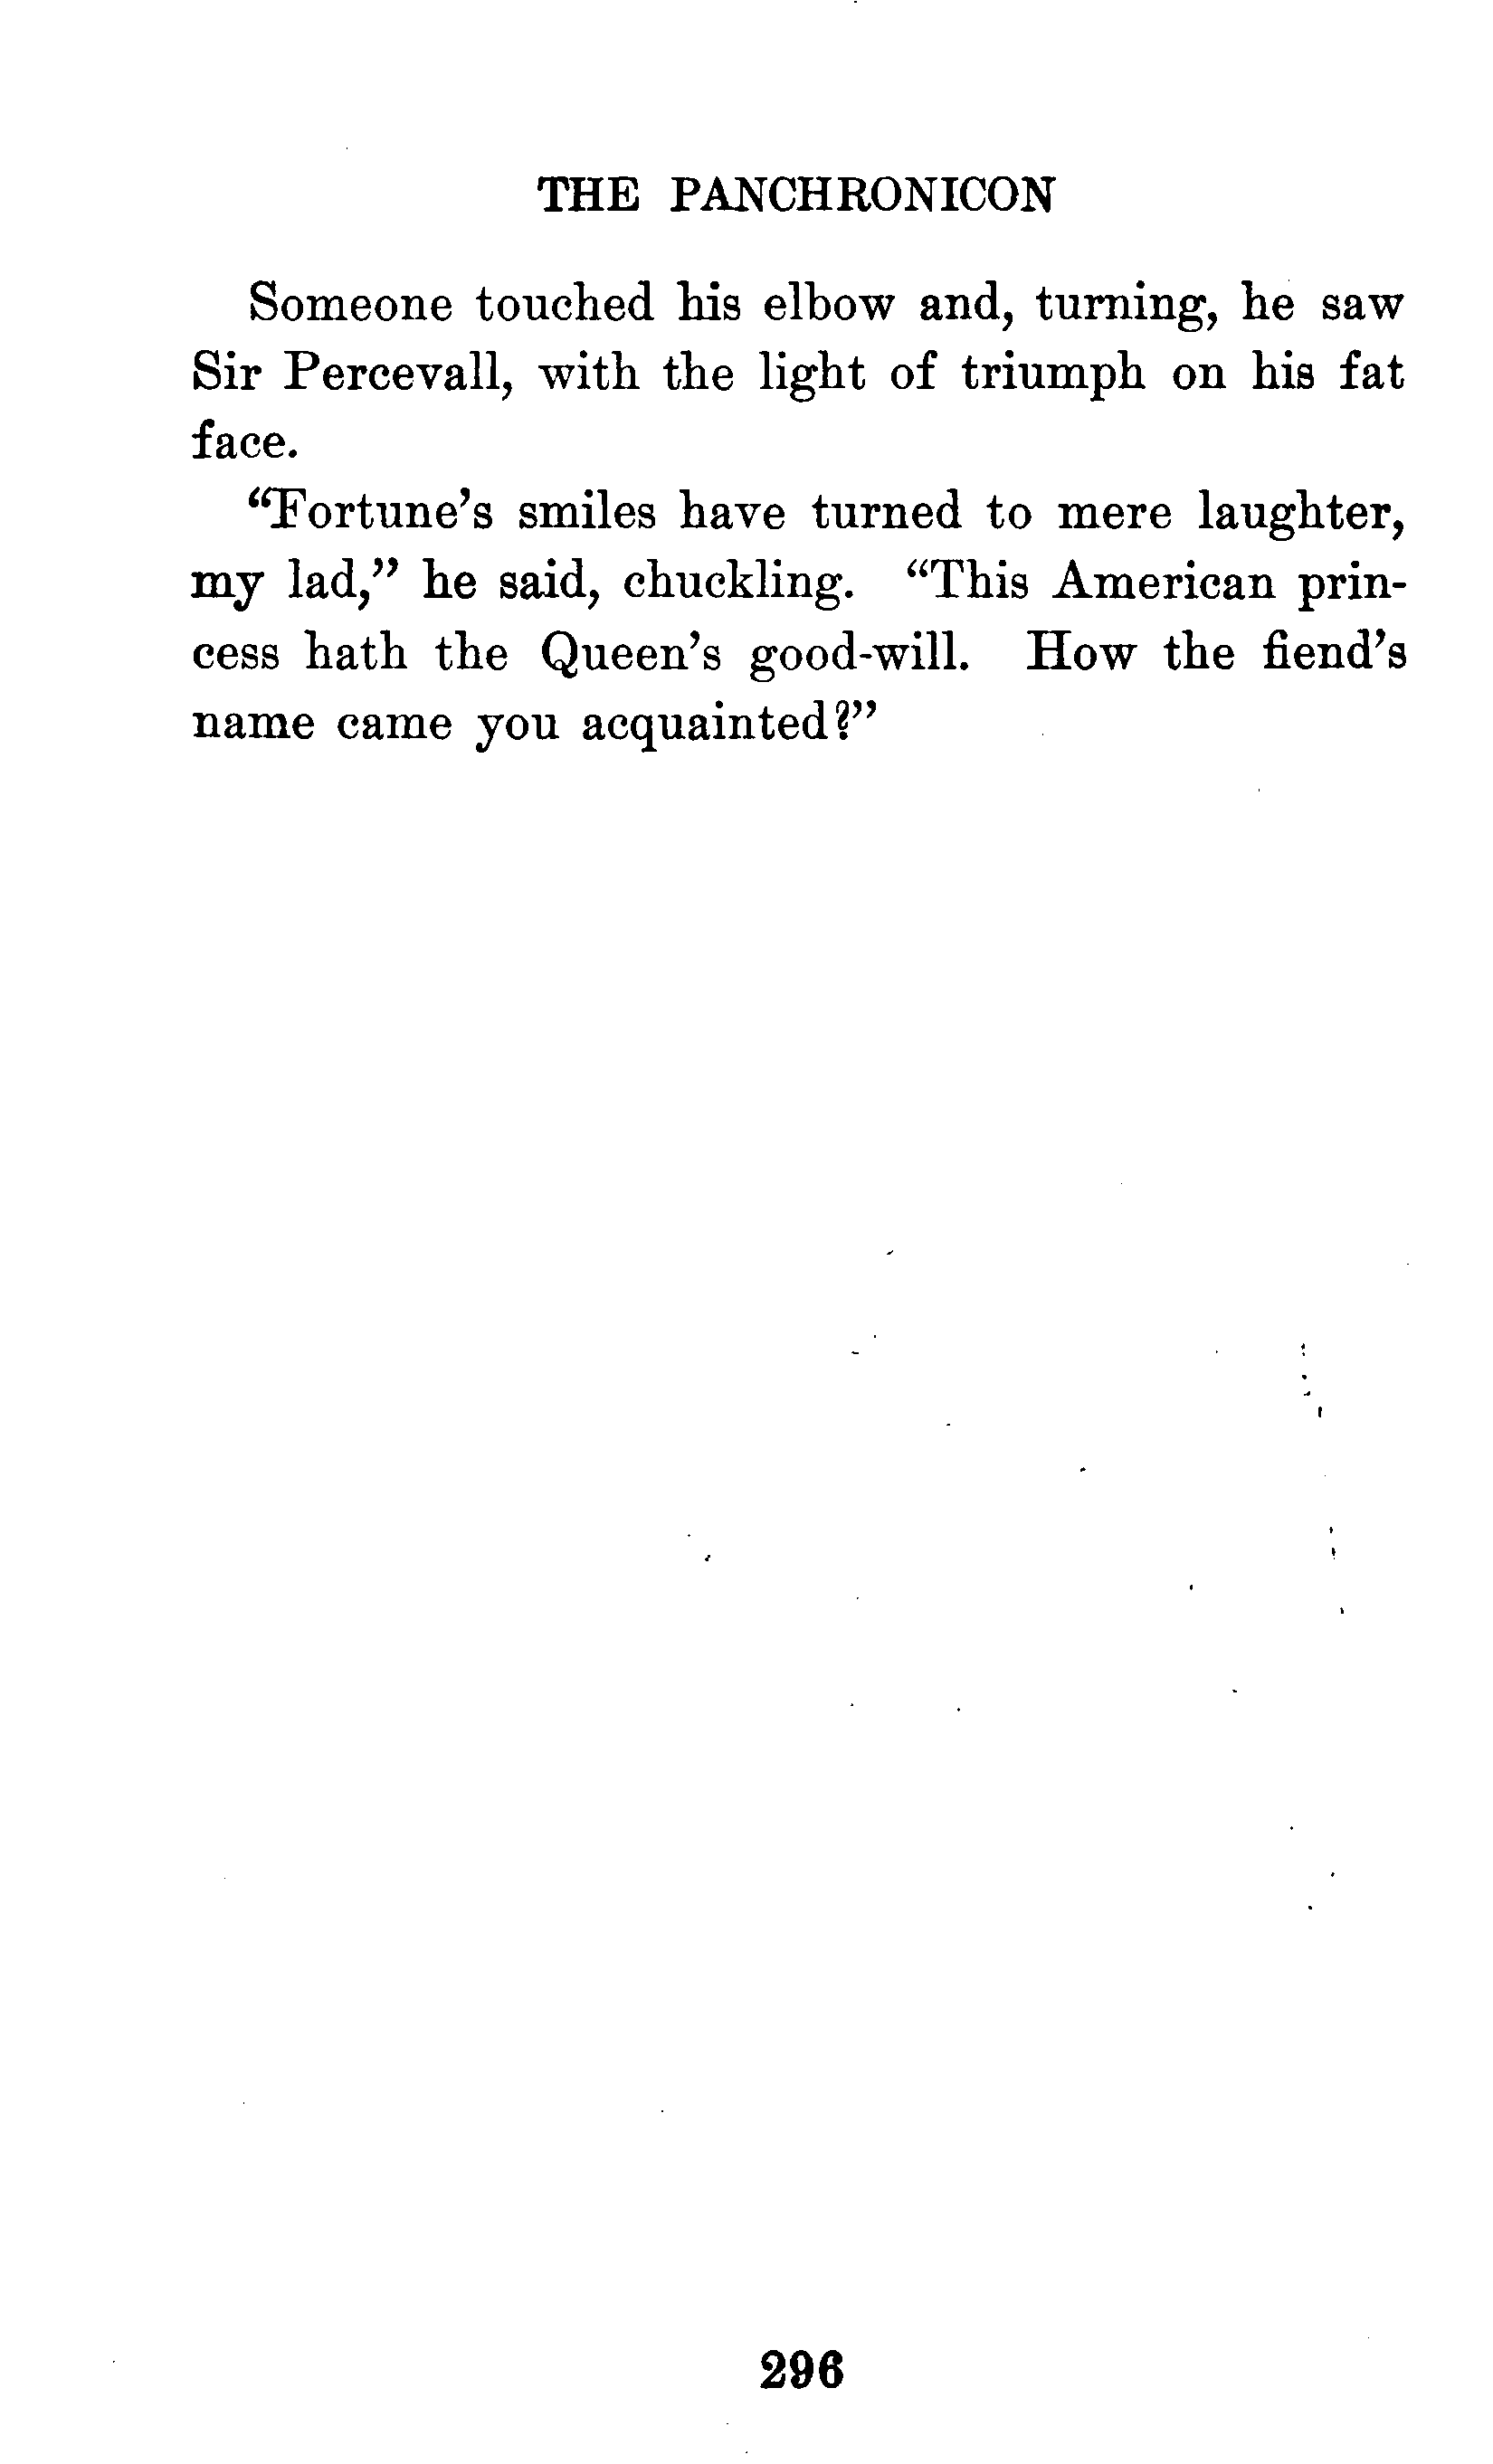 THE PANCHRONICON
Someone touched his elbow and, turning, he saw
Sir Percevall, with the light of triumph on his fat
face.
“Fortune’s smiles have turned to mere laughter,
my lad,” he said, chuckling. “This American prin-
cess hath the Queen’s good-will. How the fiend’s
name came you acquainted?”
296